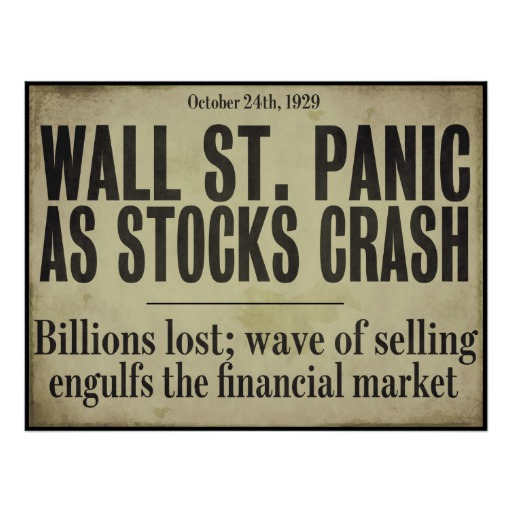 October 24th, 1929
WALL ST. PANIC
AS STOCKS CRASH
Billions lost; wave of selling
engulfs the financial market